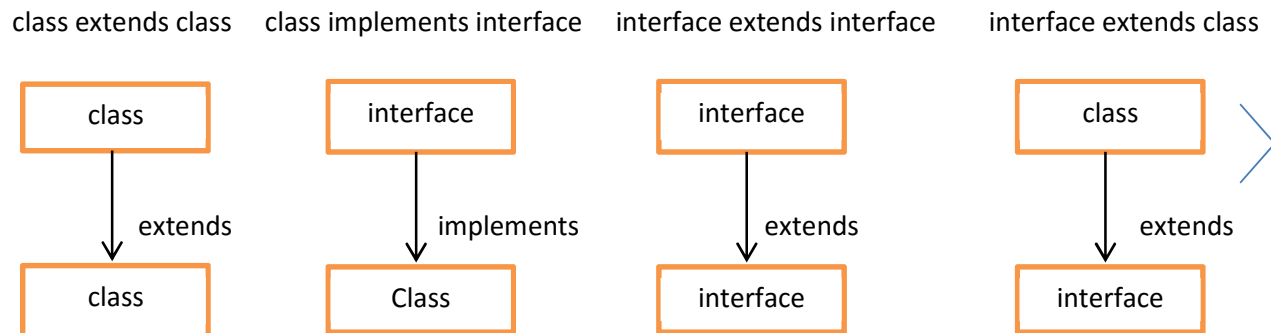 class extends class class implements interface interface extends interface interface extends class
class interface interface class
extends implements extends extends
class Class interface interface